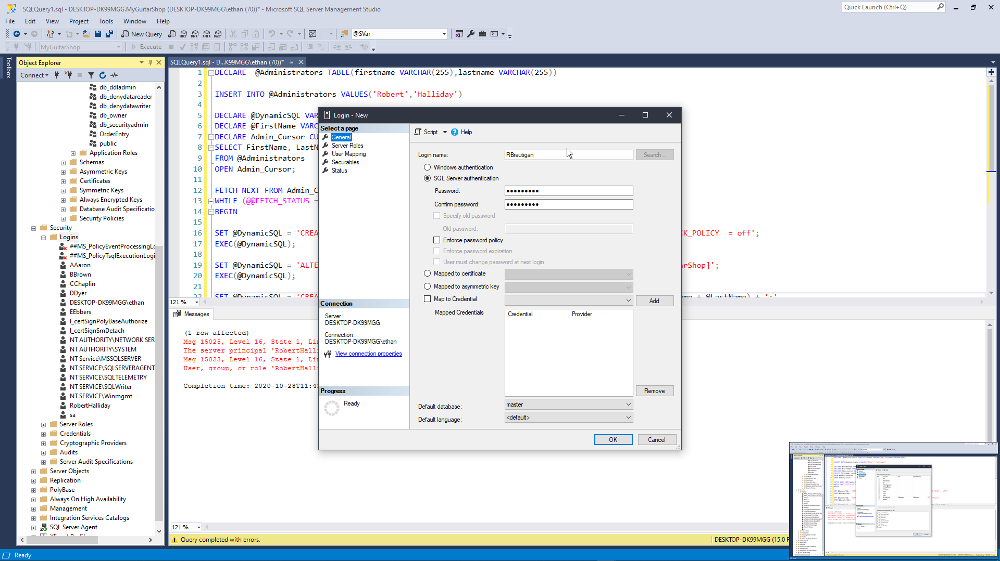 SQLQuery1.sql - DESKTOP-DK99MGG.MyGuitarShop (DESKTOP-DK99MGG\ethan (70))* - Microsoft SQL Server Management Studio
Quick Launch (Ctrl+Q)
File Edit View Project Tools Window Help
New Query MDX DMX XMLA DAX @SVar
MyGuitarShop Execute
Toolbox
Object Explorer
Connect
db_ddladmin
db_denydatareader
db_denydatawriter
db_owner
db_securityadmin
OrderEntry
public
Application Roles
Schemas
Asymmetric Keys
Certificates
Symmetric Keys
Always Encrypted Keys
Database Audit Specificatio
Security Policies
Security
Logins
##MS_PolicyEventProcessingLo
##MS_PolicyTsqlExecutionLogi
AAaron
BBrown
CChaplin
DDyer
DESKTOP-DK99MGG\ethan
EEbbers
l_certSignPolyBaseAuthorize
l_certSignSmDetach
NT AUTHORITY\NETWORK SER
NT AUTHORITY\SYSTEM
NT Service\MSSQLSERVER
NT SERVICE\SQLSERVERAGENT
NT SERVICE\SQLTELEMETRY
NT SERVICE\SQLWriter
NT SERVICE\Winmgmt
RobertHalliday
sa
Server Roles
Credentials
Cryptographic Providers
Audits
Server Audit Specifications
Server Objects
Replication
PolyBase
Always On High Availability
Management
Integration Services Catalogs
SQL Server Agent
SQLQuery1.sql - D...K99MGG\ethan (70))*
1 DECLARE @Administrators TABLE(firstname VARCHAR(255),lastname VARCHAR(255))
2
3 INSERT INTO @Administrators VALUES('Robert','Halliday')
4
5 DECLARE @DynamicSQL VAR
6 DECLARE @FirstName VARC
7 DECLARE Admin_Cursor CU
8 SELECT FirstName, LastN
9 FROM @Administrators
10 OPEN Admin_Cursor;
11
12 FETCH NEXT FROM Admin_C
13 WHILE (@@FETCH_STATUS =
14 BEGIN
15
16 SET @DynamicSQL = 'CREA CK_POLICY = off';
17 EXEC(@DynamicSQL);
18
19 SET @DynamicSQL = 'ALTE arShop]';
20 EXEC(@DynamicSQL);
21
22 SET @DynamicSQL = 'CREA me + @LastName) + ';'
121 %
Messages
(1 row affected)
Msg 15025, Level 16, State 1, Lin
The server principal 'RobertHalli
Msg 15023, Level 16, State 1, Lin
User, group, or role 'RobertHalli
Completion time: 2020-10-28T11:41
121 %
Query completed with errors.
DESKTOP-DK99MGG (15.0 R
Ready
Login - New
Select a page
General
Server Roles
User Mapping
Securables
Status
Connection
Server:
DESKTOP-DK99MGG
Connection:
DESKTOP-DK99MGG\ethan
View connection properties
Progress
Ready
Script Help
Login name: RBrautigan Search...
Windows authentication
SQL Server authentication
Password: ●●●●●●●●●
Confirm password: ●●●●●●●●●
Specify old password
Old password:
Enforce password policy
Enforce password expiration
User must change password at next login
Mapped to certificate
Mapped to asymmetric key
Map to Credential Add
Mapped Credentials Credential Provider
Remove
Default database: master
Default language: <default>
OK Cancel